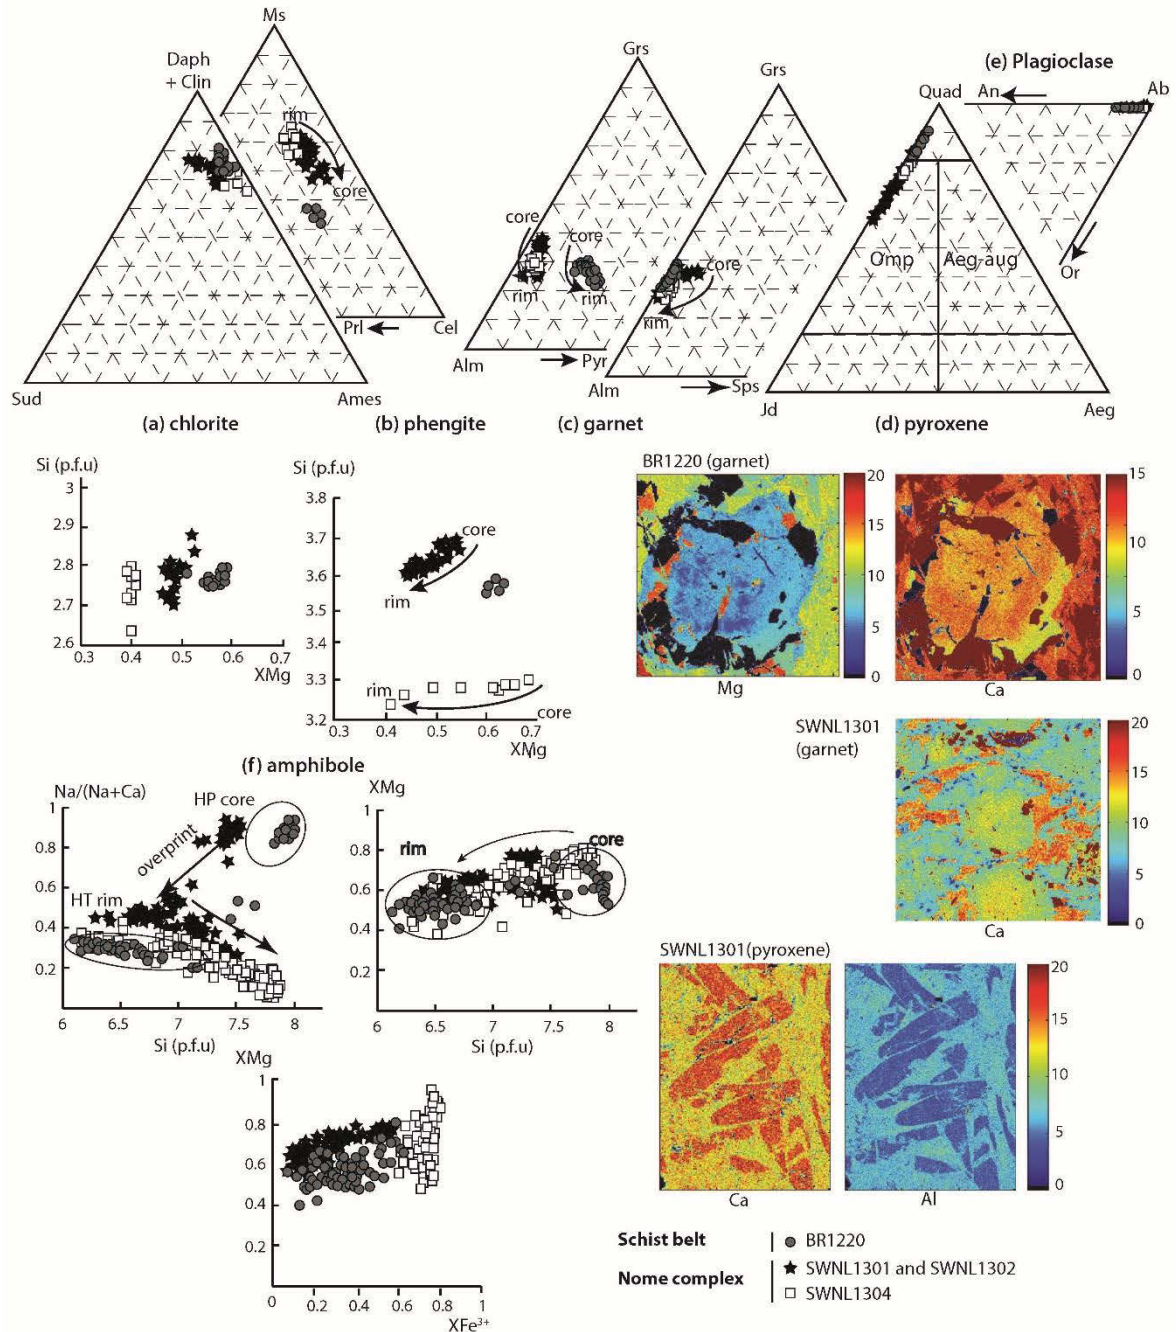 Ms
Daph
+ Clin
rim
core
Prl
Cel
Sud
Ames
(a) chlorite
(b) phengite
Grs
core
rim
core
rim
Alm
Pyr
Grs
core
rim
Alm
Sps
(c) garnet
(e) Plagioclase
Quad
An
Ab
Or
Omp
Aeg-aug
Jd
Aeg
(d) pyroxene
Si (p.f.u)
3
2.9
2.8
2.7
2.6
0.3
0.4
0.5
0.6
0.7
XMg
Si (p.f.u)
3.8
3.7
3.6
3.5
3.4
3.3
3.2
core
rim
rim
core
0.3
0.4
0.5
0.6
0.7
XMg
BR1220 (garnet)
20
15
10
5
0
Mg
15
10
5
0
Ca
SWNL1301
(garnet)
20
15
10
5
0
Ca
(f) amphibole
Na/(Na+Ca)
1
0.8
0.6
0.4
0.2
HP core
overprint
HT rim
6
6.5
7
7.5
8
Si (p.f.u)
XMg
1
0.8
0.6
0.4
0.2
rim
core
6
6.5
7
7.5
8
Si (p.f.u)
SWNL1301(pyroxene)
20
15
10
5
0
Ca
Al
XMg
1
0.8
0.6
0.4
0.2
0
0.2
0.4
0.6
0.8
1
XFe³⁺
Schist belt
BR1220
Nome complex
SWNL1301 and SWNL1302
SWNL1304